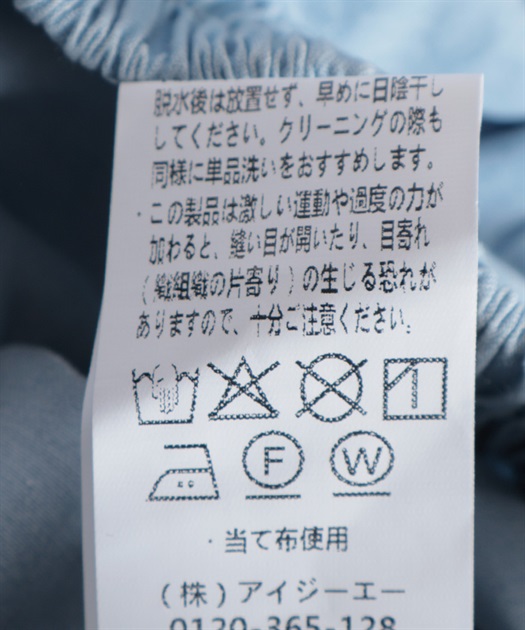 脱水後は放置せず、早めに日陰干し
してください。クリーニングの際も
同様に単品洗いをおすすめします。
・この製品は激しい運動や過度の力が
加わると、縫い目が開いたり、目寄れ
(織組織の片寄り)の生じる恐れが
ありますので、十分ご注意ください。
F W
・当て布使用
(株)アイジーエー
0120-365-128